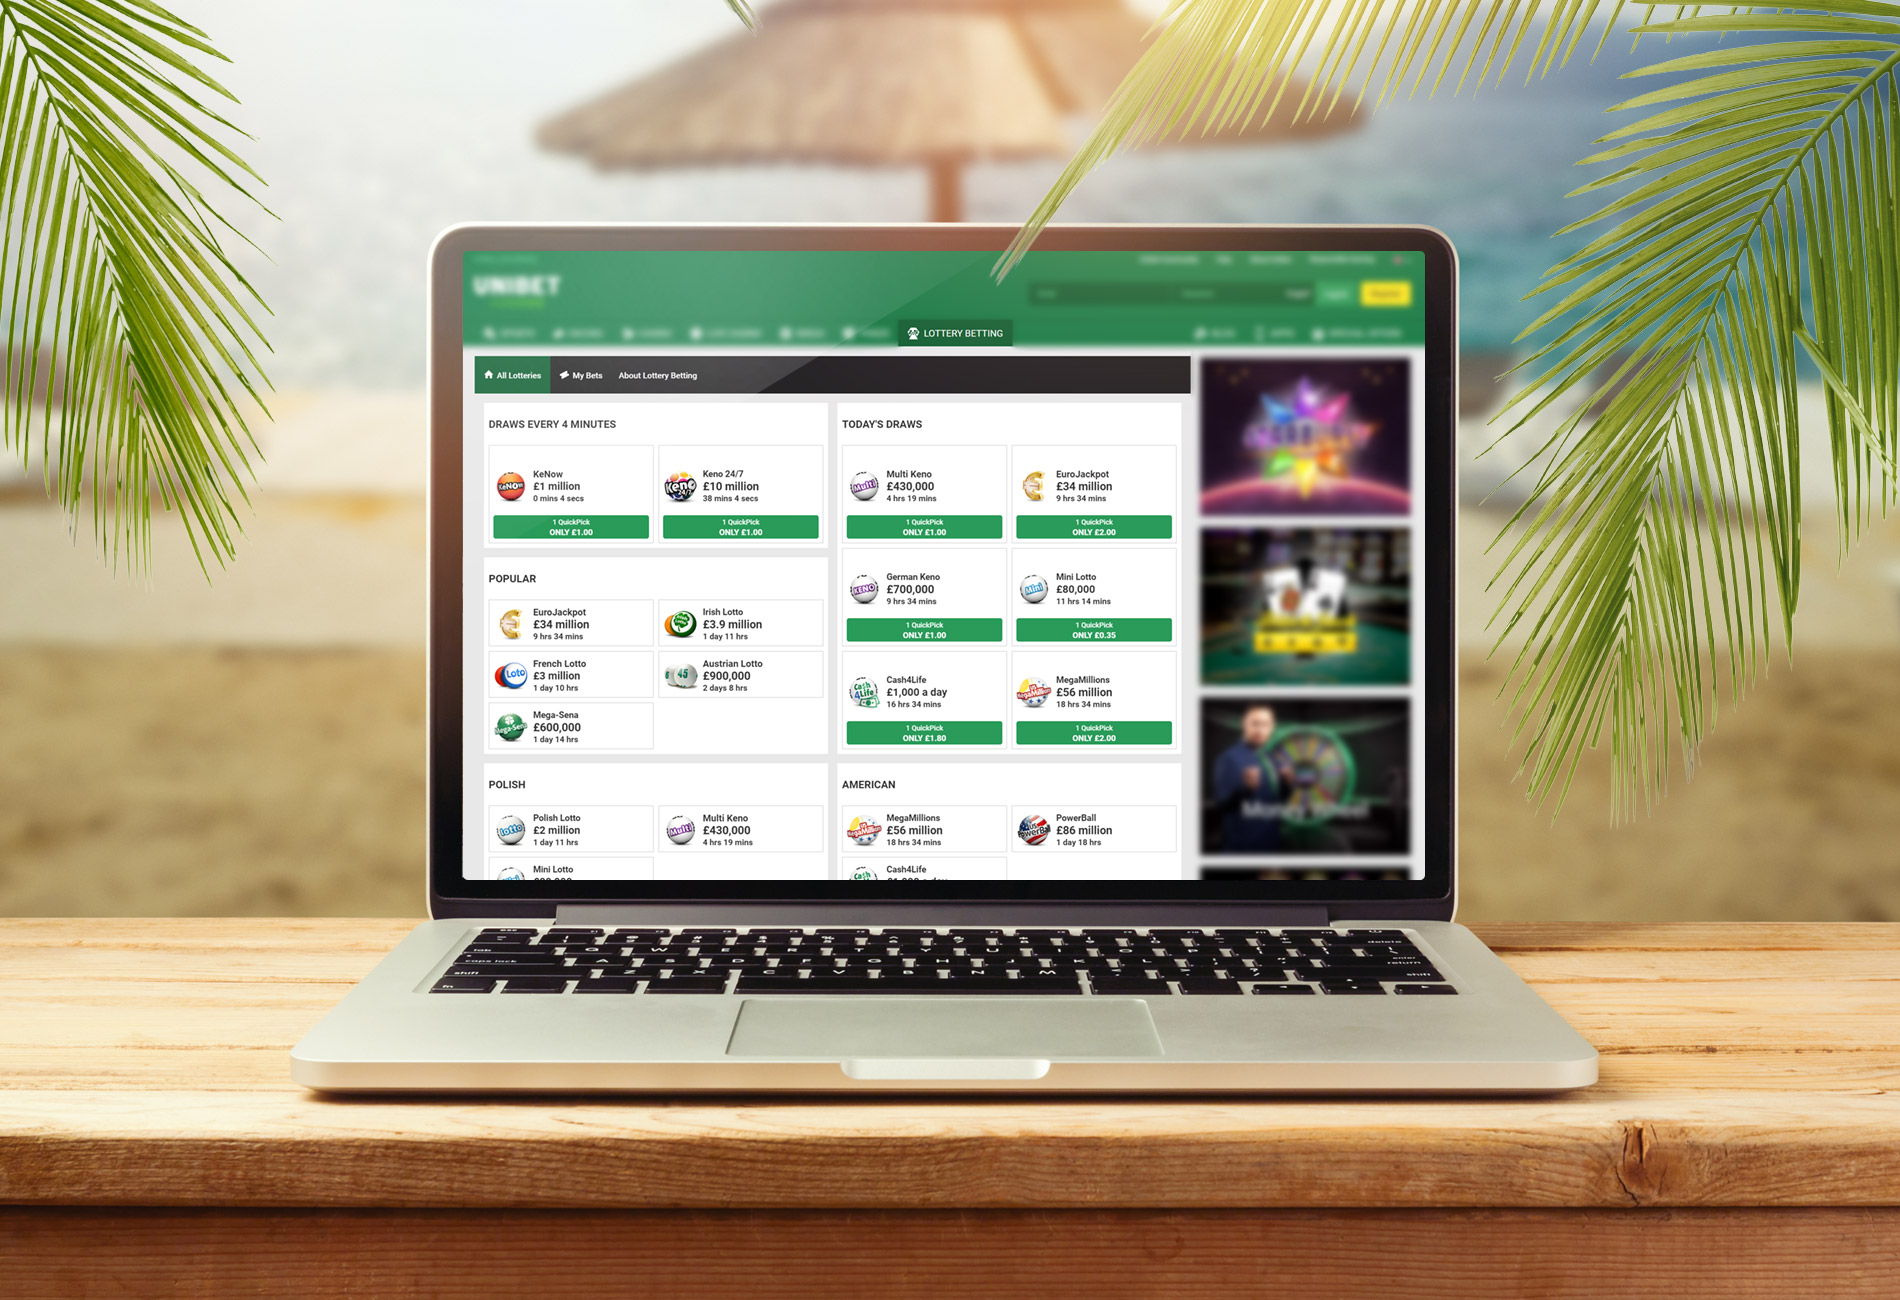 UNIBET
LOTTERY BETTING
All Lotteries
My Bets
About Lottery Betting
DRAWS EVERY 4 MINUTES
KeNow
£1 million
0 mins 4 secs
1 QuickPick
ONLY £1.00
Keno 24/7
£10 million
38 mins 4 secs
1 QuickPick
ONLY £1.00
POPULAR
EuroJackpot
£34 million
9 hrs 34 mins
Irish Lotto
£3.9 million
1 day 11 hrs
French Lotto
£3 million
1 day 10 hrs
Austrian Lotto
£900,000
2 days 8 hrs
Mega-Sena
£600,000
1 day 14 hrs
POLISH
Polish Lotto
£2 million
1 day 11 hrs
Multi Keno
£430,000
4 hrs 19 mins
Mini Lotto
TODAY'S DRAWS
Multi Keno
£430,000
4 hrs 19 mins
1 QuickPick
ONLY £1.00
EuroJackpot
£34 million
9 hrs 34 mins
1 QuickPick
ONLY £2.00
German Keno
£700,000
9 hrs 34 mins
1 QuickPick
ONLY £1.00
Mini Lotto
£80,000
11 hrs 14 mins
1 QuickPick
ONLY £0.35
Cash4Life
£1,000 a day
16 hrs 34 mins
1 QuickPick
ONLY £1.80
MegaMillions
£56 million
18 hrs 34 mins
1 QuickPick
ONLY £2.00
AMERICAN
MegaMillions
£56 million
18 hrs 34 mins
PowerBall
£86 million
1 day 18 hrs
Cash4Life
Money Wheel